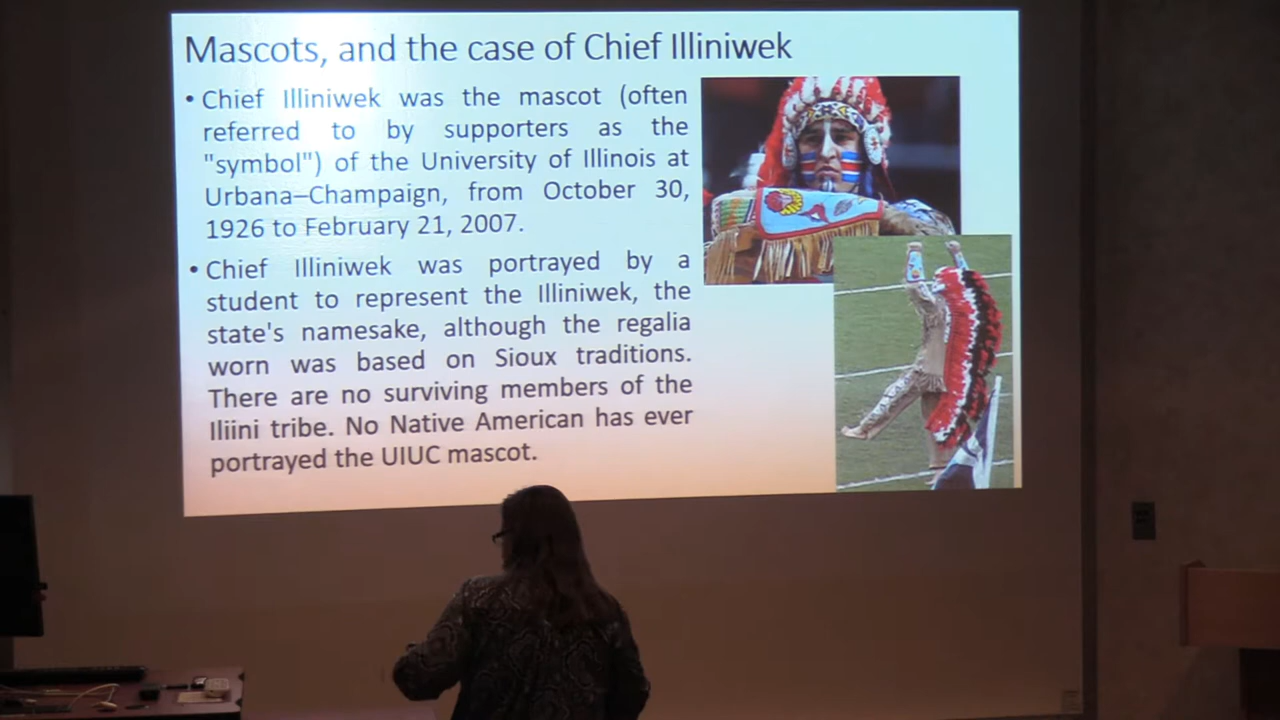 Mascots, and the case of Chief Illiniwek
• Chief Illiniwek was the mascot (often
referred to by supporters as the
"symbol") of the University of Illinois at
Urbana–Champaign, from October 30,
1926 to February 21, 2007.
• Chief Illiniwek was portrayed by a
student to represent the Illiniwek, the
state's namesake, although the regalia
worn was based on Sioux traditions.
There are no surviving members of the
Iliini tribe. No Native American has ever
portrayed the UIUC mascot.